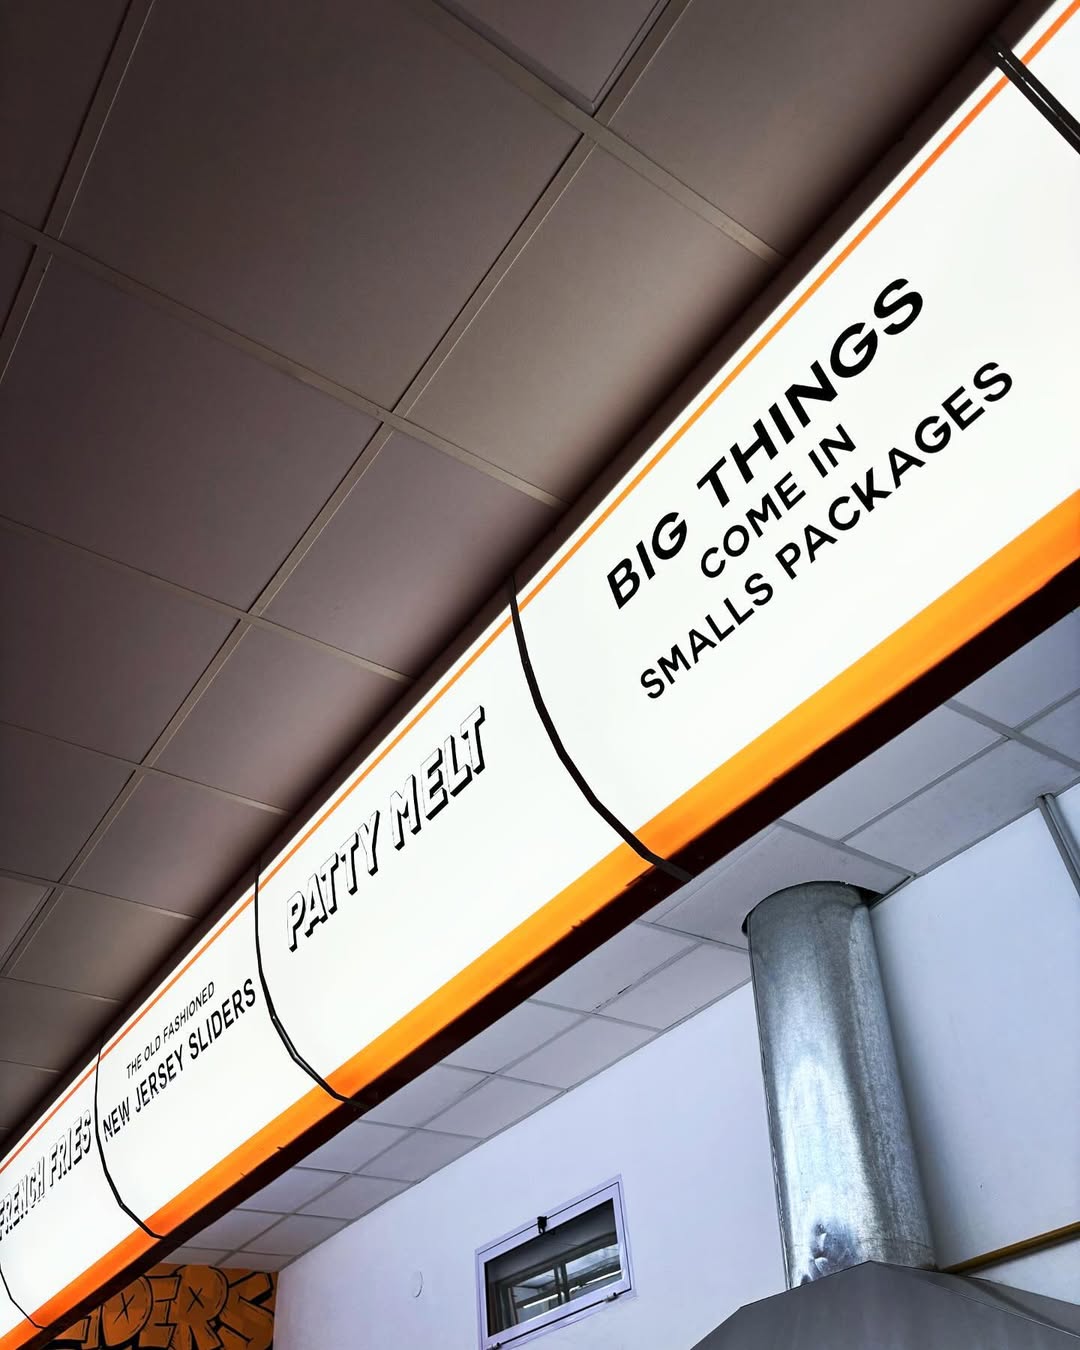 FRENCH FRIES
THE OLD FASHIONED
NEW JERSEY SLIDERS
PATTY MELT
BIG THINGS
COME IN
SMALLS PACKAGES